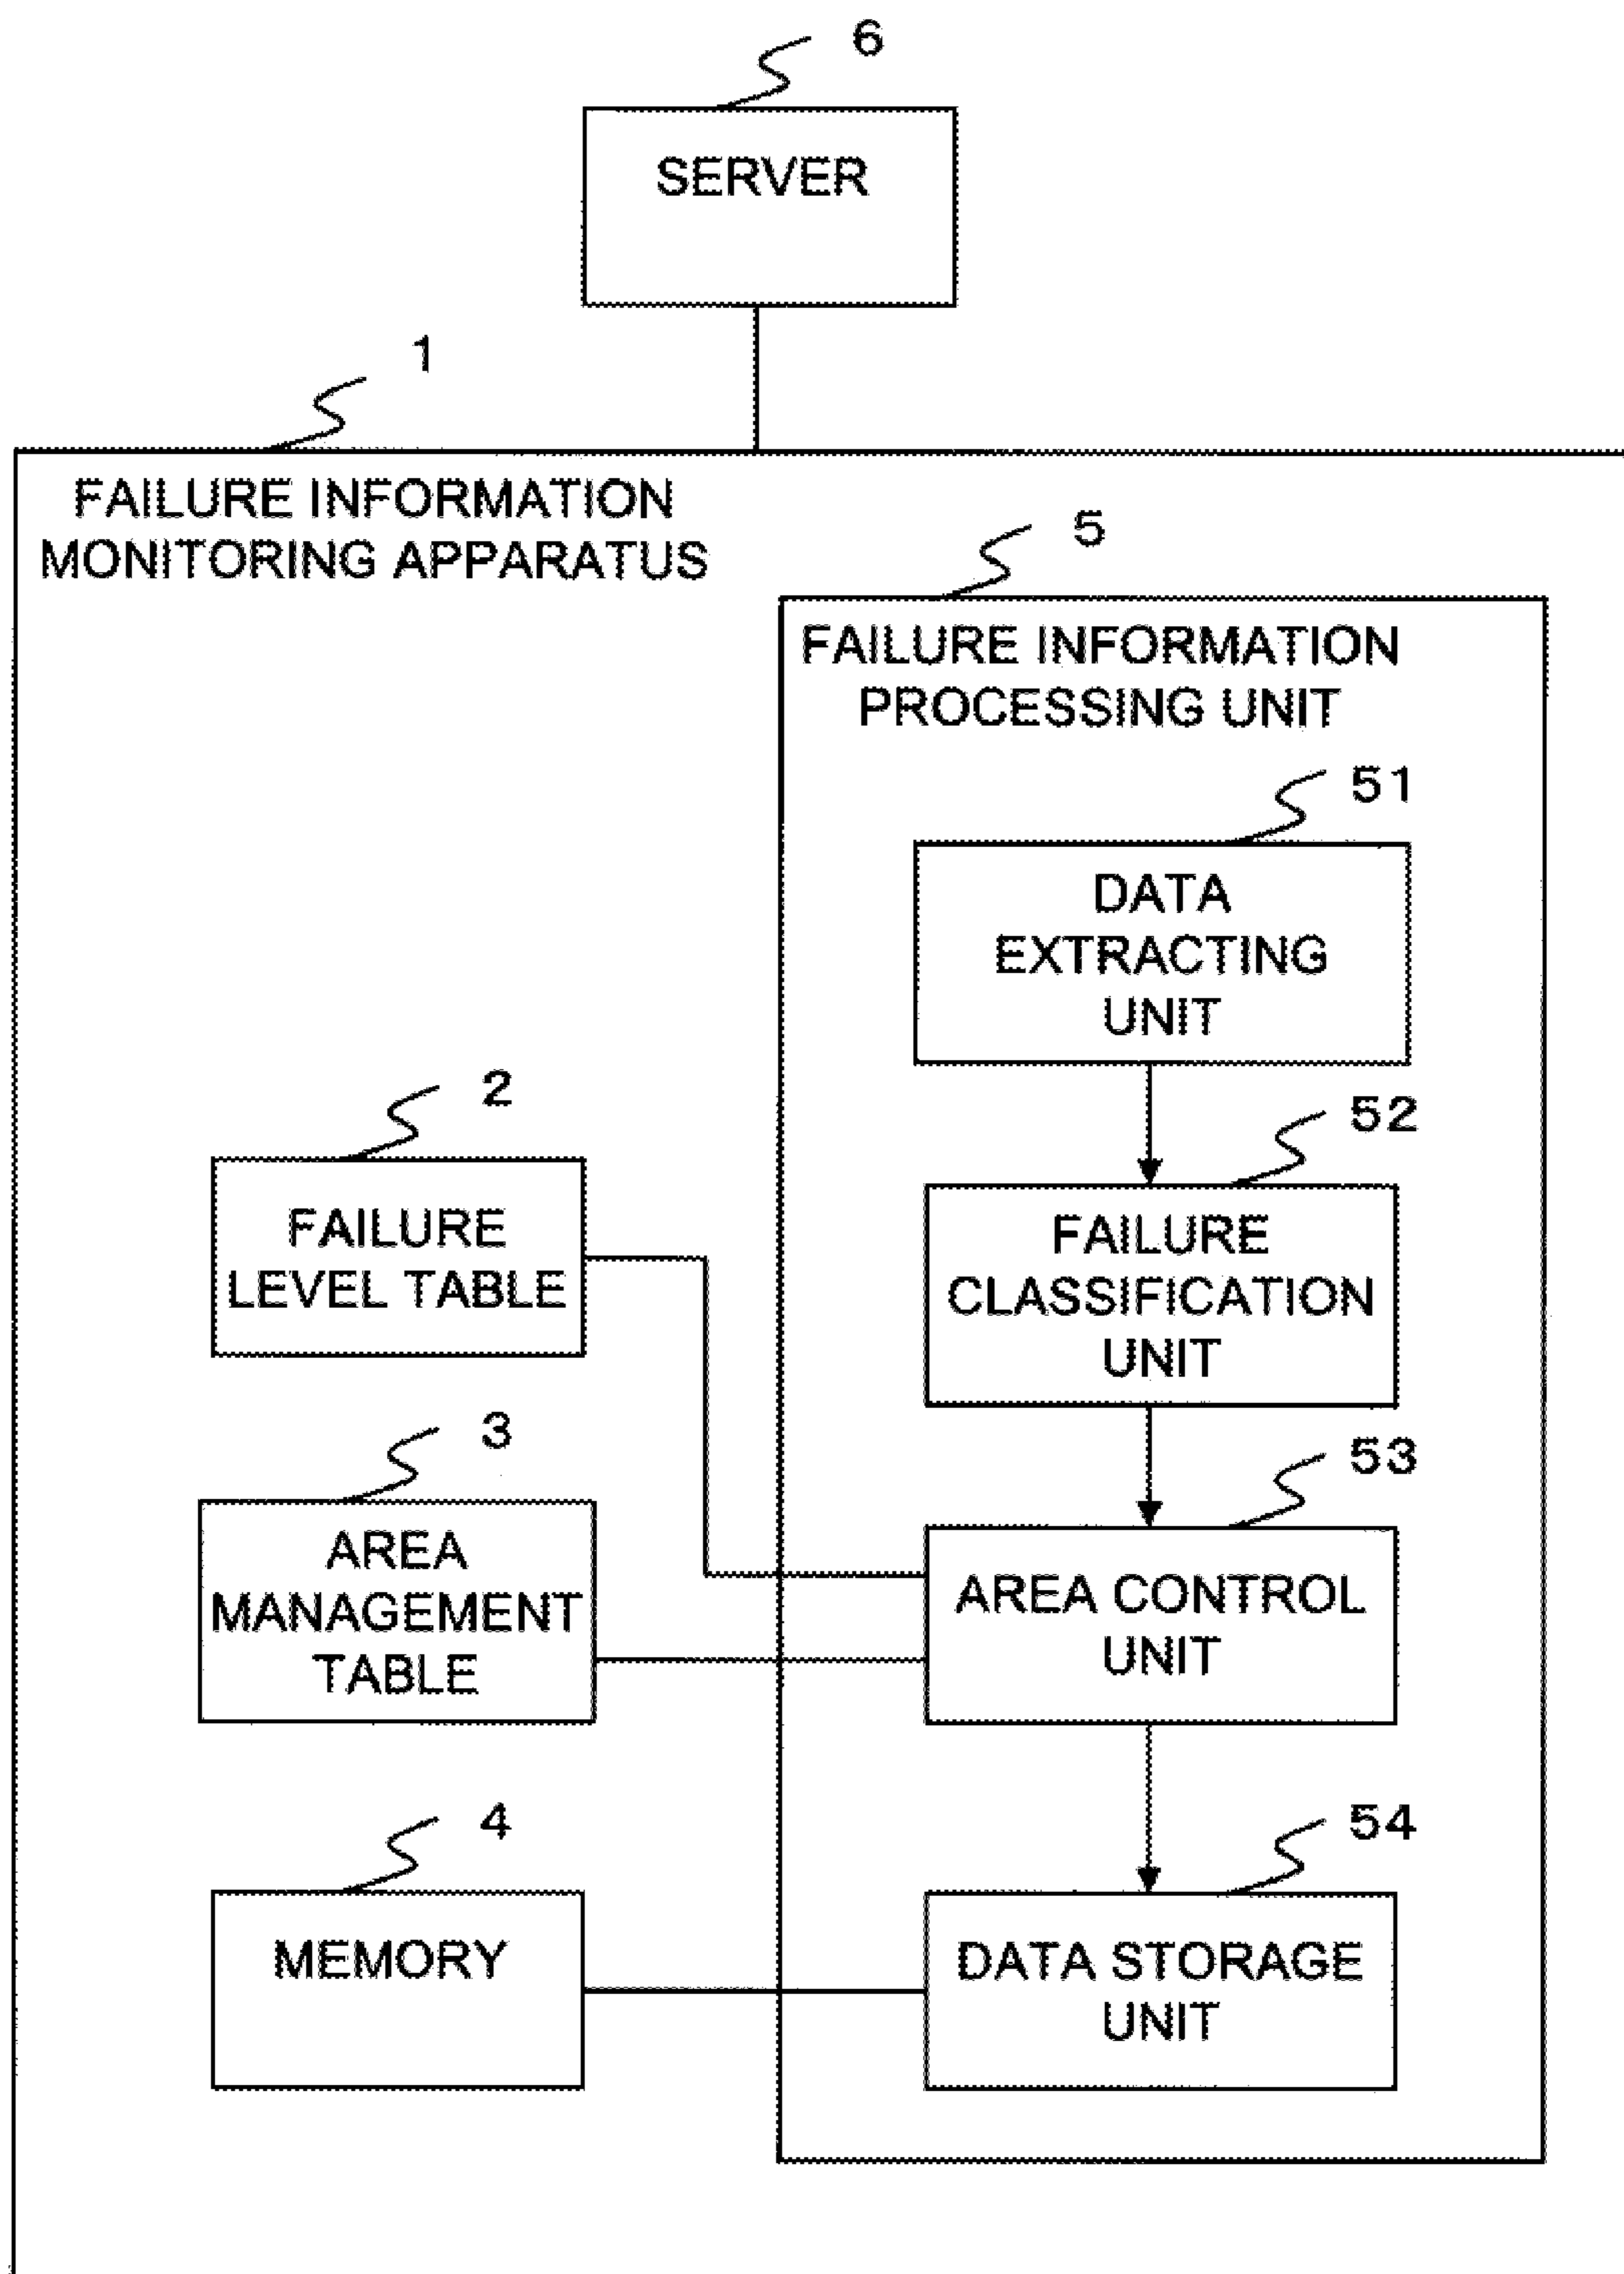 6
SERVER
1
FAILURE INFORMATION
MONITORING APPARATUS
5
FAILURE INFORMATION
PROCESSING UNIT
51
DATA
EXTRACTING
UNIT
2
FAILURE
LEVEL TABLE
52
FAILURE
CLASSIFICATION
UNIT
3
AREA
MANAGEMENT
TABLE
53
AREA CONTROL
UNIT
4
MEMORY
54
DATA STORAGE
UNIT